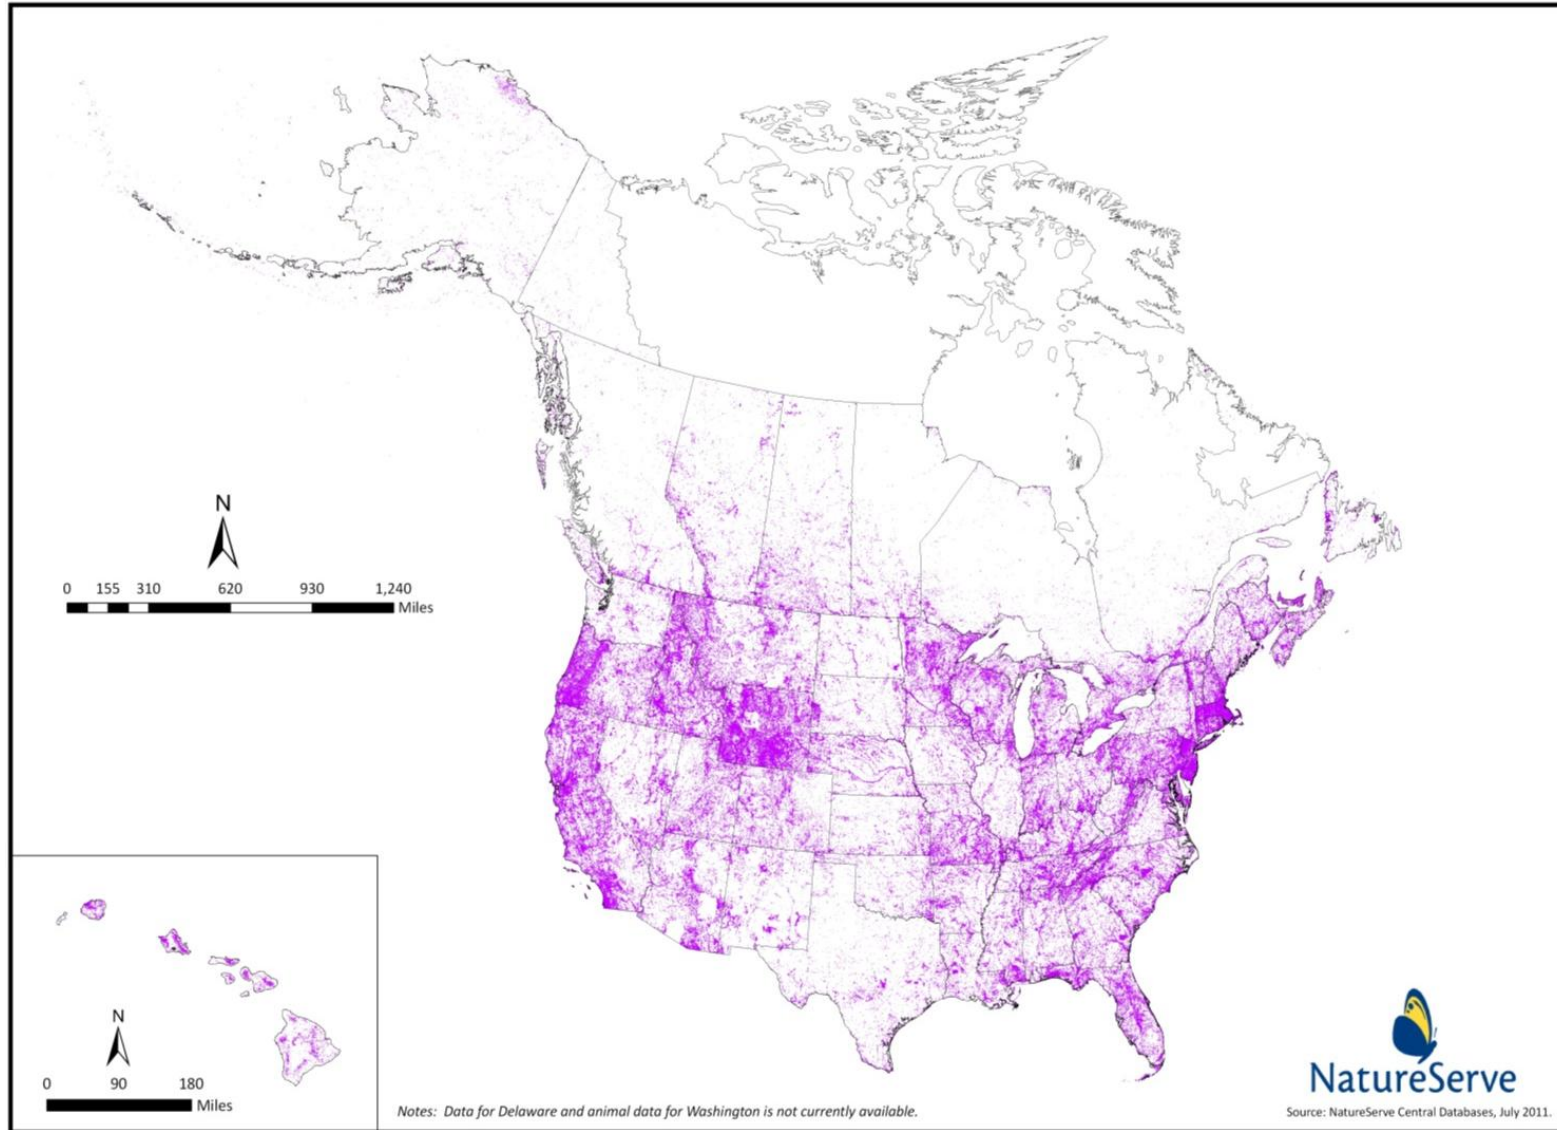 N
0 155 310 620 930 1,240
Miles
N
0 90 180
Miles
Notes: Data for Delaware and animal data for Washington is not currently available.
NatureServe
Source: NatureServe Central Databases, July 2011.